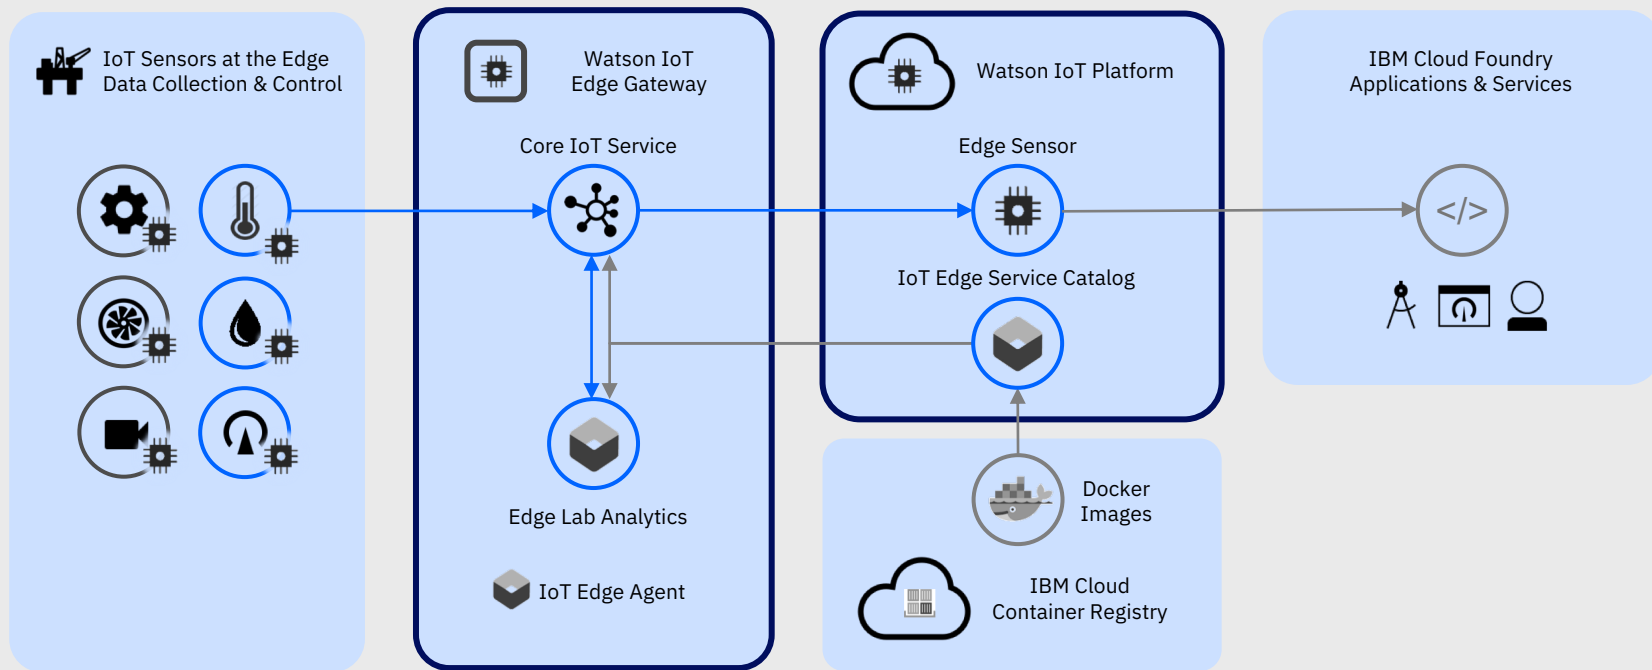 IoT Sensors at the Edge
Data Collection & Control
Watson IoT
Edge Gateway
Core IoT Service
Edge Lab Analytics
IoT Edge Agent
Watson IoT Platform
Edge Sensor
IoT Edge Service Catalog
Docker
Images
IBM Cloud
Container Registry
IBM Cloud Foundry
Applications & Services
</>